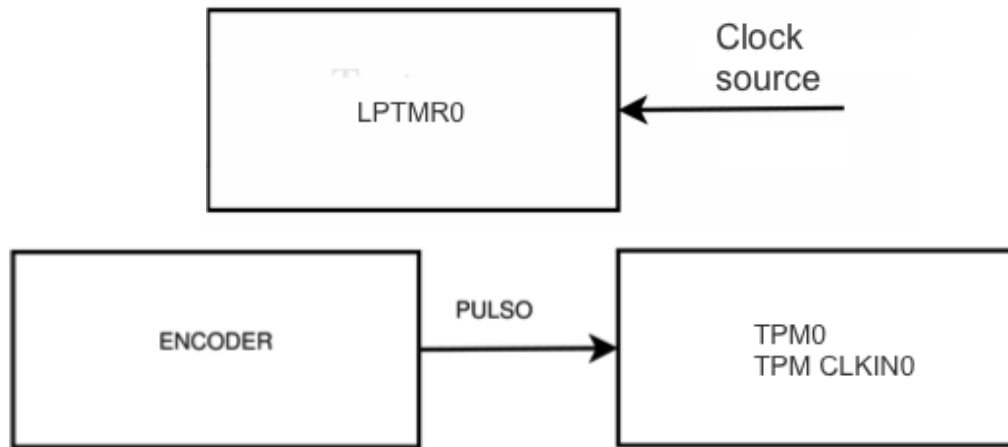 Clock
source
LPTMR0
PULSO
ENCODER
TPM0
TPM CLKIN0